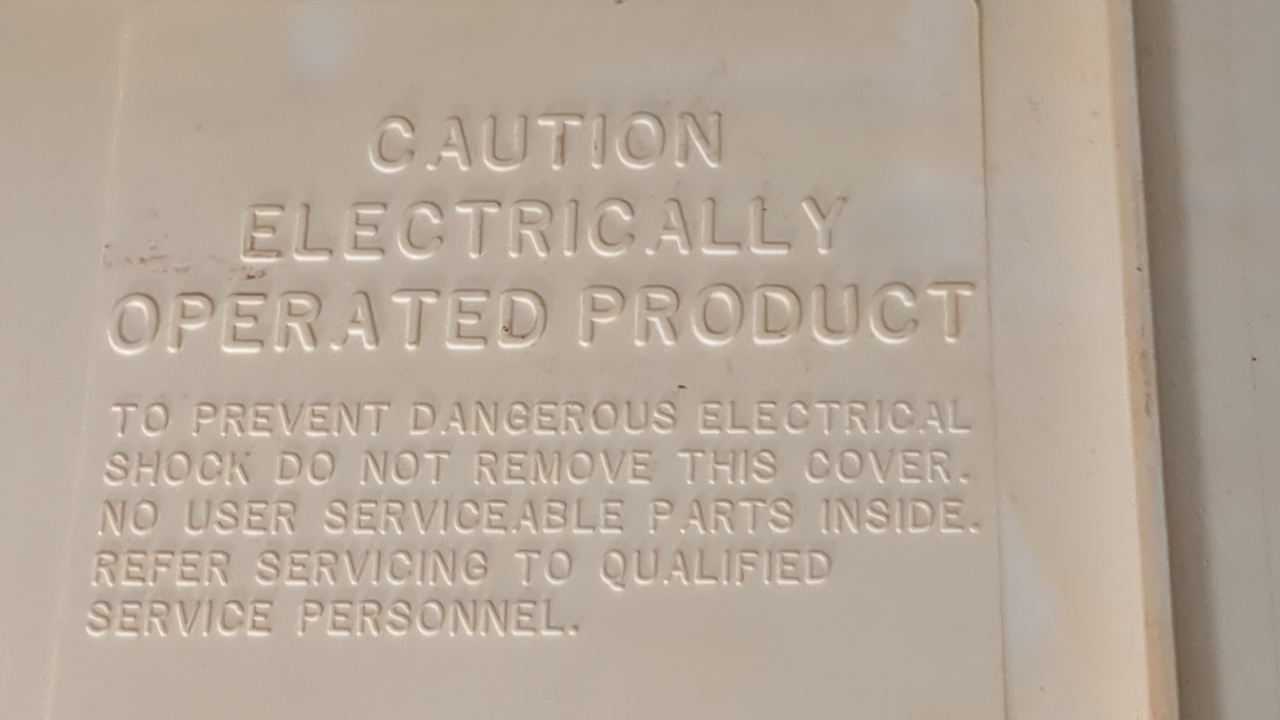 CAUTION
ELECTRICALLY
OPERATED PRODUCT
TO PREVENT DANGEROUS ELECTRICAL
SHOCK DO NOT REMOVE THIS COVER.
NO USER SERVICEABLE PARTS INSIDE.
REFER SERVICING TO QUALIFIED
SERVICE PERSONNEL.